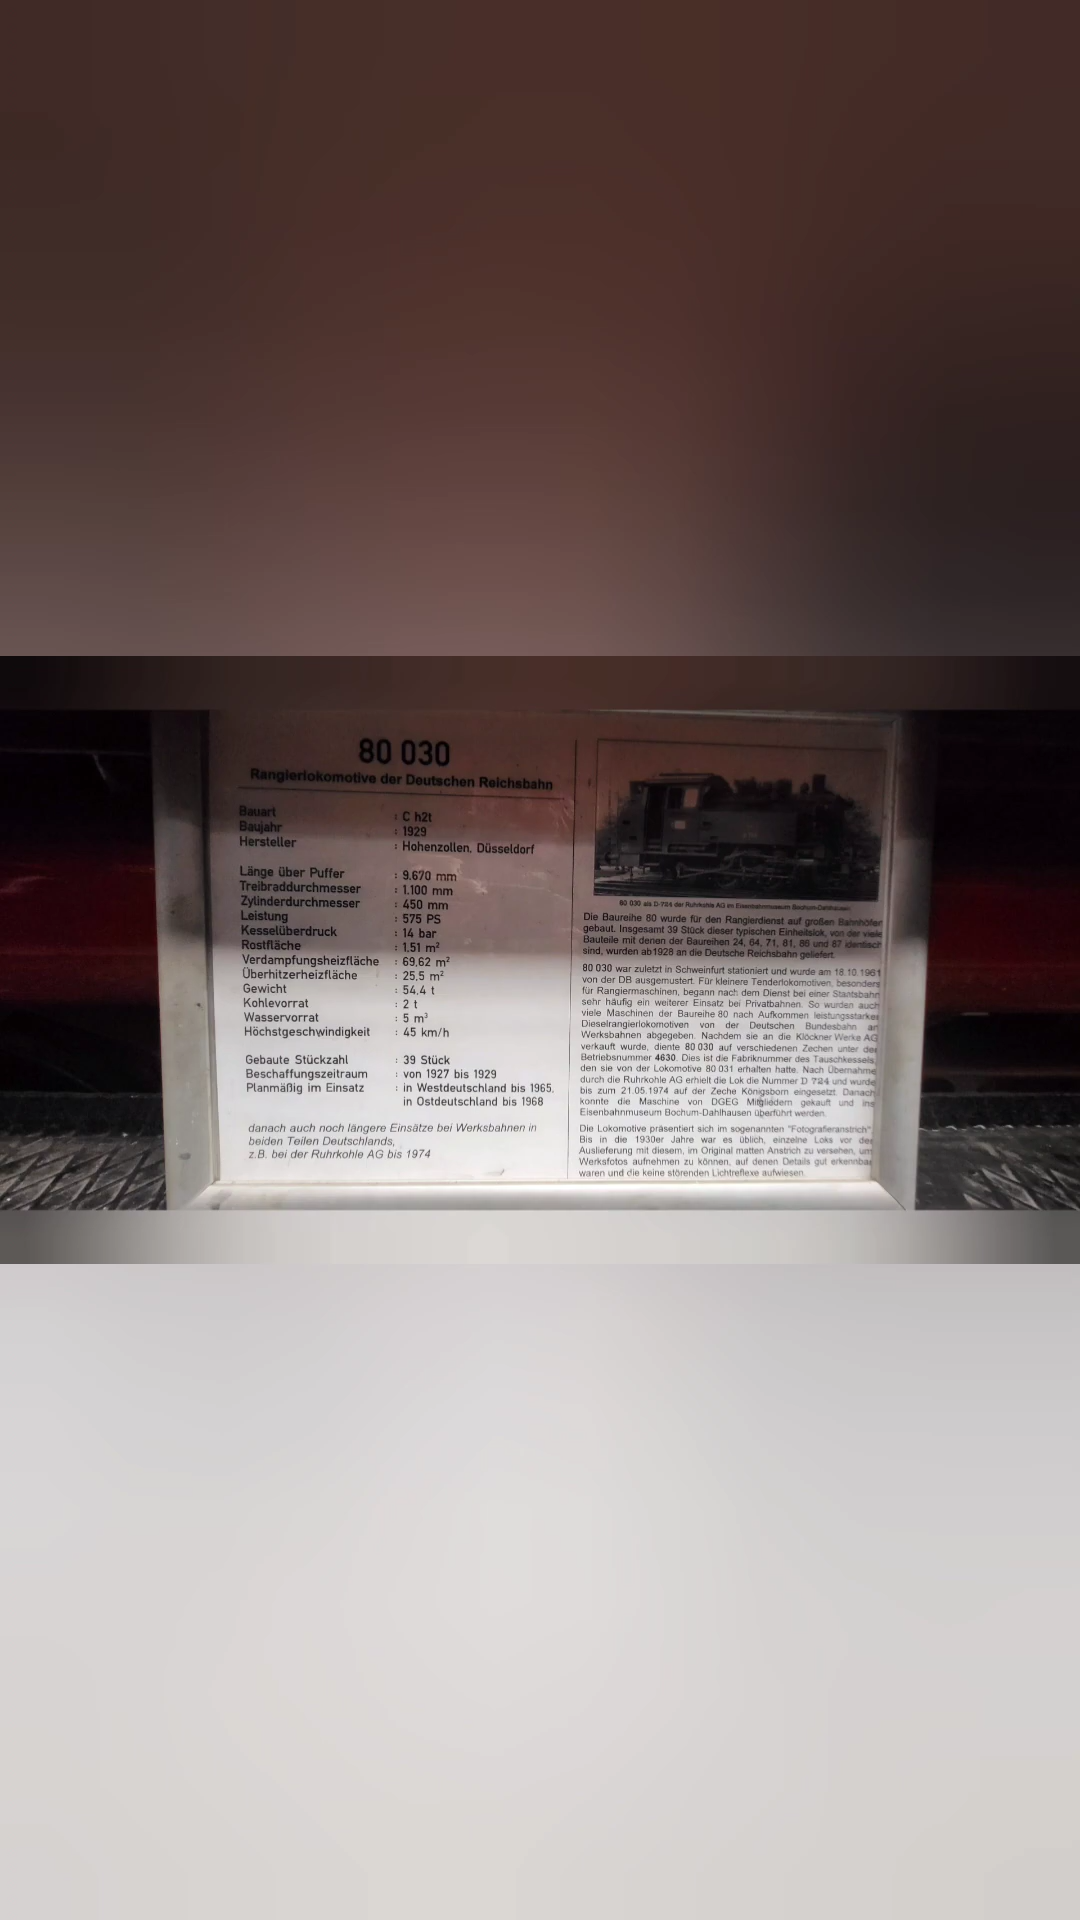 80 030
Rangierlokomotive der Deutschen Reichsbahn
Bauart : C h2t
Baujahr : 1929
Hersteller : Hohenzollen, Düsseldorf
Länge über Puffer : 9.670 mm
Treibraddurchmesser : 1.100 mm
Zylinderdurchmesser : 450 mm
Leistung : 575 PS
Kesselüberdruck : 14 bar
Rostfläche : 1,51 m²
Verdampfungsheizfläche : 69,62 m²
Überhitzerheizfläche : 25,5 m²
Gewicht : 54,4 t
Kohlevorrat : 2 t
Wasservorrat : 5 m³
Höchstgeschwindigkeit : 45 km/h
Gebaute Stückzahl : 39 Stück
Beschaffungszeitraum : von 1927 bis 1929
Planmäßig im Einsatz : in Westdeutschland bis 1965,
in Ostdeutschland bis 1968
danach auch noch längere Einsätze bei Werksbahnen in
beiden Teilen Deutschlands,
z.B. bei der Ruhrkohle AG bis 1974
80 030 als D-724 der Ruhrkohle AG im Eisenbahnmuseum Bochum-Dahlhausen
Die Baureihe 80 wurde für den Rangierdienst auf großen Bahnhöfen
gebaut. Insgesamt 39 Stück dieser typischen Einheitslok, von der viele
Bauteile mit denen der Baureihen 24, 64, 71, 81, 86 und 87 identisch
sind, wurden ab1928 an die Deutsche Reichsbahn geliefert.
80 030 war zuletzt in Schweinfurt stationiert und wurde am 18.10.1961
von der DB ausgemustert. Für kleinere Tenderlokomotiven, besonders
für Rangiermaschinen, begann nach dem Dienst bei einer Staatsbahn
sehr häufig ein weiterer Einsatz bei Privatbahnen. So wurden auch
viele Maschinen der Baureihe 80 nach Aufkommen leistungsstarker
Dieselrangierlokomotiven von der Deutschen Bundesbahn an
Werksbahnen abgegeben. Nachdem sie an die Klöckner Werke AG
verkauft wurde, diente 80 030 auf verschiedenen Zechen unter der
Betriebsnummer 4630. Dies ist die Fabriknummer des Tauschkessels,
den sie von der Lokomotive 80 031 erhalten hatte. Nach Übernahme
durch die Ruhrkohle AG erhielt die Lok die Nummer D 724 und wurde
bis zum 21.05.1974 auf der Zeche Königsborn eingesetzt. Danach
konnte die Maschine von DGEG Mitgliedern gekauft und ins
Eisenbahnmuseum Bochum-Dahlhausen überführt werden.
Die Lokomotive präsentiert sich im sogenannten "Fotografieranstrich".
Bis in die 1930er Jahre war es üblich, einzelne Loks vor der
Auslieferung mit diesem, im Original matten Anstrich zu versehen, um
Werksfotos aufnehmen zu können, auf denen Details gut erkennbar
waren und die keine störenden Lichtreflexe aufwiesen.